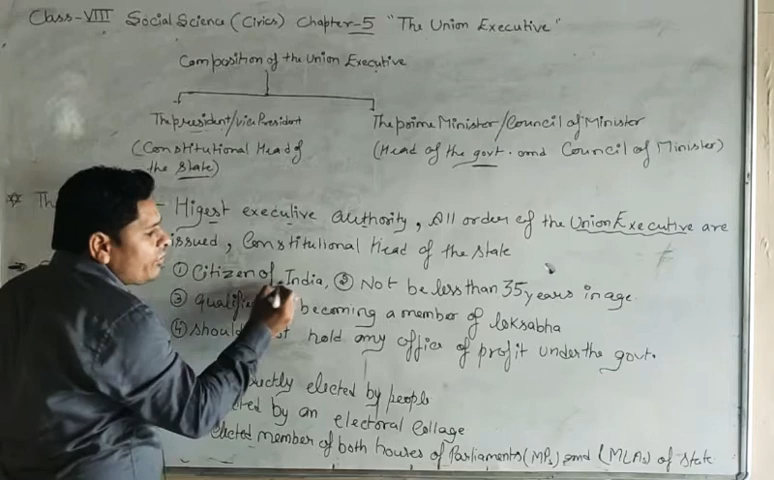 Class-VIII Social Science (Civics) Chapter-5 "The Union Executive"
Composition of the Union Executive
The president/vice President
The prime Minister/Council of Minister
(Constitutional Head of the state)
(Head of the govt. and Council of Minister)
Th
- Higest executive authority, All order of the Union Executive are
issued, Constitutional Head of the state
① Citizen of India, ② Not be less than 35 years in age.
③ becoming a member of loksabha
④ should hold any office of profit under the govt.
elected by people
by an electoral Collage
elected member of both houses of Parliaments (MPs) and (MLAs) of state